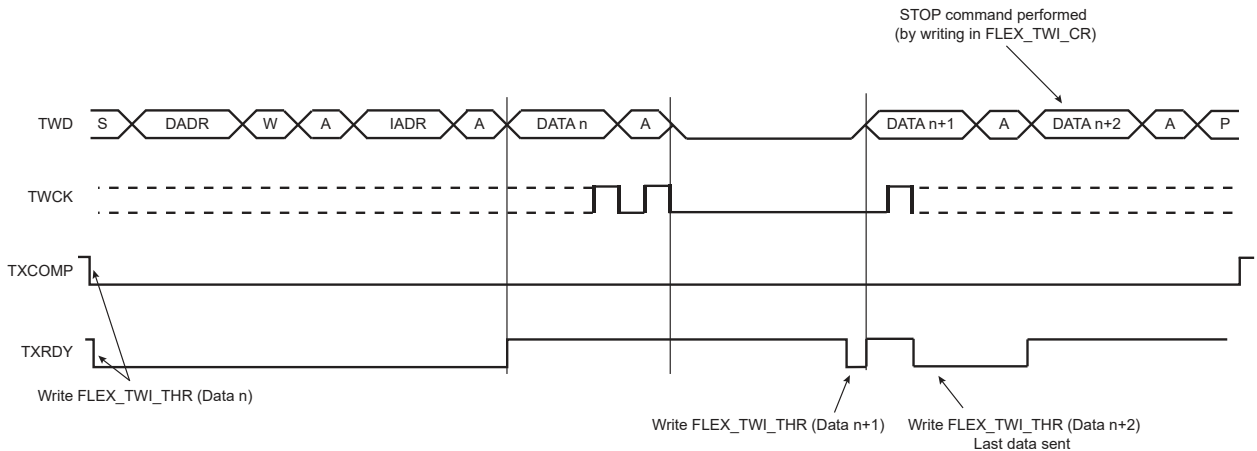 STOP command performed
(by writing in FLEX_TWI_CR)
TWD S DADR W A IADR A DATA n A DATA n+1 A DATA n+2 A P
TWCK
TXCOMP
TXRDY
Write FLEX_TWI_THR (Data n)
Write FLEX_TWI_THR (Data n+1) Write FLEX_TWI_THR (Data n+2)
Last data sent